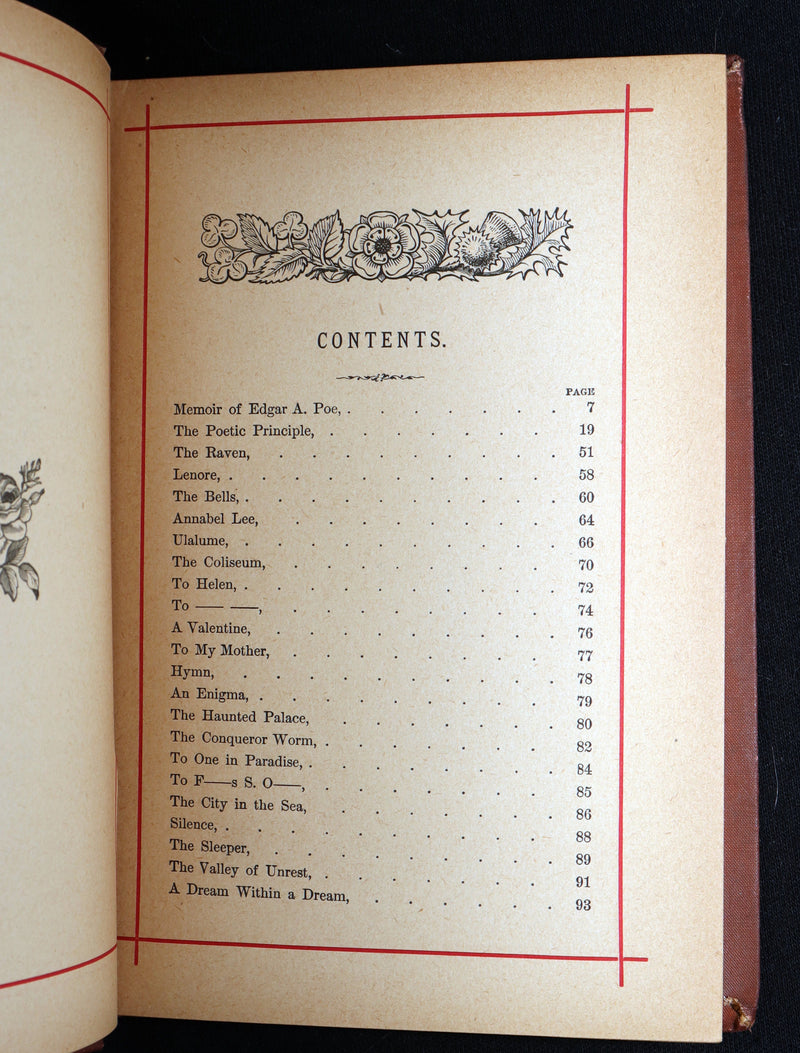 CONTENTS.
PAGE
Memoir of Edgar A. Poe, . . . . . . . 7
The Poetic Principle, . . . . . . . 19
The Raven, . . . . . . . . . 51
Lenore, . . . . . . . . . . 58
The Bells, . . . . . . . . . . 60
Annabel Lee, . . . . . . . . 64
Ulalume, . . . . . . . . . . 66
The Coliseum, . . . . . . . . 70
To Helen, . . . . . . . . . . 72
To —— ——, . . . . . . . . 74
A Valentine, . . . . . . . . . 76
To My Mother, . . . . . . . . 77
Hymn, . . . . . . . . . . 78
An Enigma, . . . . . . . . . 79
The Haunted Palace, . . . . . . . 80
The Conqueror Worm, . . . . . . . 82
To One in Paradise, . . . . . . . . 84
To F——s S. O——, . . . . . . . 85
The City in the Sea, . . . . . . . 86
Silence, . . . . . . . . . . 88
The Sleeper, . . . . . . . . . 89
The Valley of Unrest, . . . . . . . 91
A Dream Within a Dream, . . . . . . 93